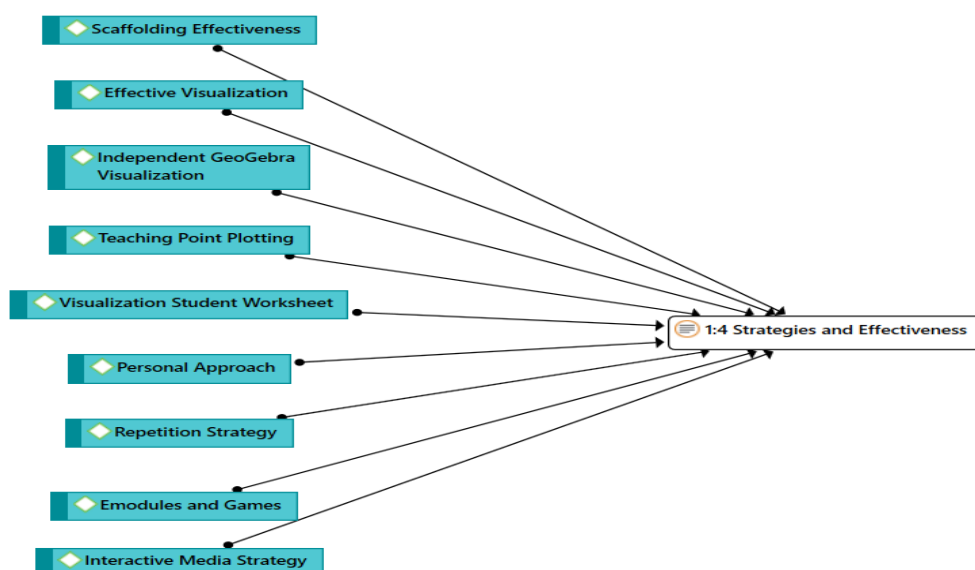 Scaffolding Effectiveness
Effective Visualization
Independent GeoGebra
Visualization
Teaching Point Plotting
Visualization Student Worksheet
1:4 Strategies and Effectiveness
Personal Approach
Repetition Strategy
Emodules and Games
Interactive Media Strategy